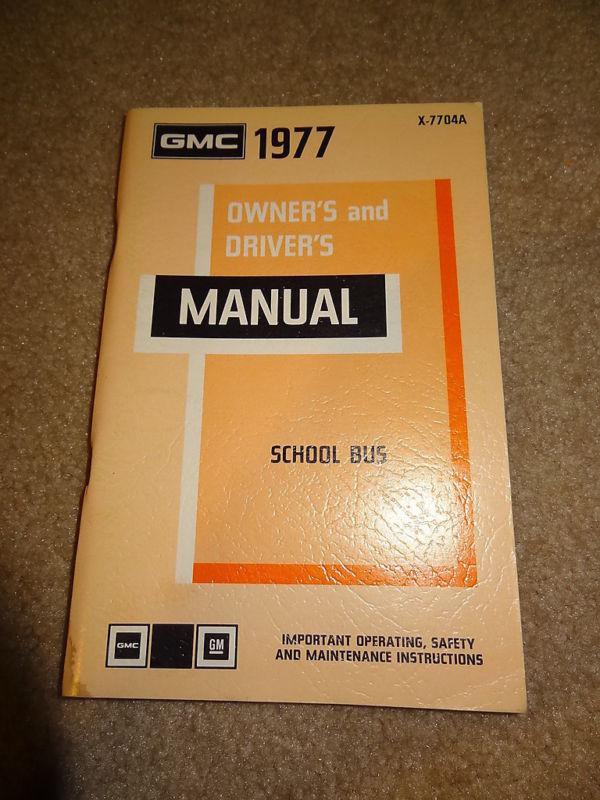 GMC 1977
X-7704A
OWNER'S and
DRIVER'S
MANUAL
SCHOOL BUS
GMC
GM
IMPORTANT OPERATING, SAFETY
AND MAINTENANCE INSTRUCTIONS